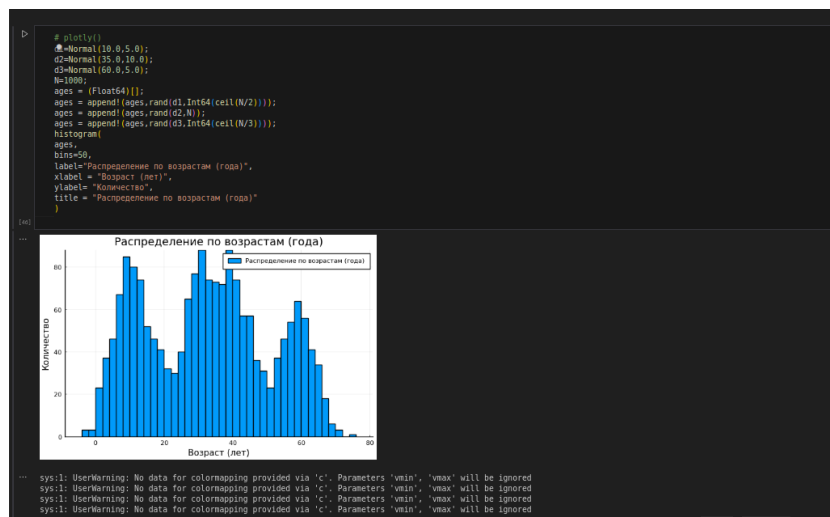 # plotly()
d1=Normal(10.0,5.0);
d2=Normal(35.0,10.0);
d3=Normal(60.0,5.0);
N=1000;
ages = (Float64)[];
ages = append!(ages,rand(d1,Int64(ceil(N/2))));
ages = append!(ages,rand(d2,N));
ages = append!(ages,rand(d3,Int64(ceil(N/3))));
histogram(
ages,
bins=50,
label="Распределение по возрастам (года)",
xlabel = "Возраст (лет)",
ylabel= "Количество",
title = "Распределение по возрастам (года)"
)
Распределение по возрастам (года)
Распределение по возрастам (года)
Количество
80
60
40
20
0
0 20 40 60 80
Возраст (лет)
sys:1: UserWarning: No data for colormapping provided via 'c'. Parameters 'vmin', 'vmax' will be ignored
sys:1: UserWarning: No data for colormapping provided via 'c'. Parameters 'vmin', 'vmax' will be ignored
sys:1: UserWarning: No data for colormapping provided via 'c'. Parameters 'vmin', 'vmax' will be ignored
sys:1: UserWarning: No data for colormapping provided via 'c'. Parameters 'vmin', 'vmax' will be ignored